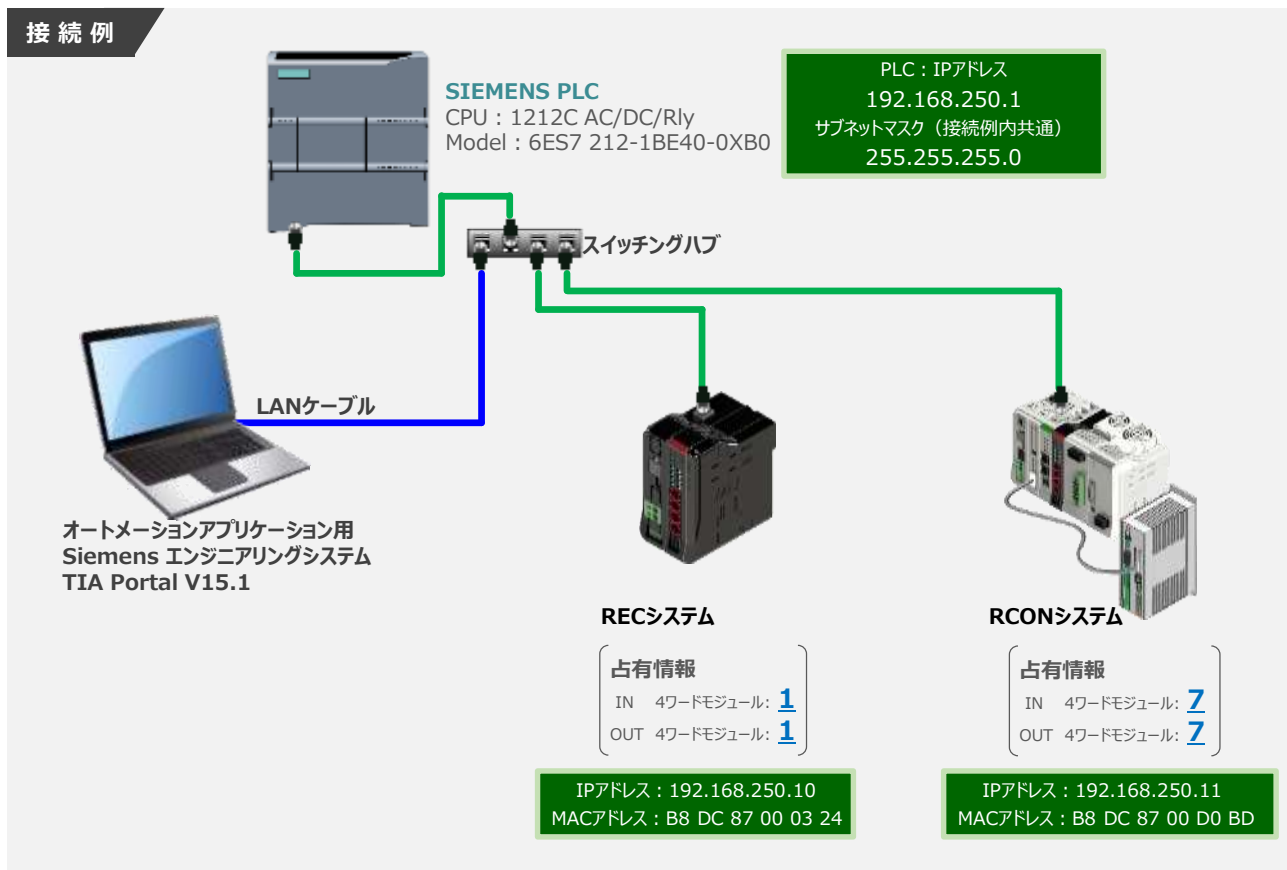 接続例
SIEMENS PLC
CPU : 1212C AC/DC/Rly
Model : 6ES7 212-1BE40-0XB0
PLC : IPアドレス
192.168.250.1
サブネットマスク（接続例内共通）
255.255.255.0
スイッチングハブ
LANケーブル
オートメーションアプリケーション用
Siemens エンジニアリングシステム
TIA Portal V15.1
RECシステム
占有情報
IN 4ワードモジュール: 1
OUT 4ワードモジュール: 1
IPアドレス : 192.168.250.10
MACアドレス : B8 DC 87 00 03 24
RCONシステム
占有情報
IN 4ワードモジュール: 7
OUT 4ワードモジュール: 7
IPアドレス : 192.168.250.11
MACアドレス : B8 DC 87 00 D0 BD